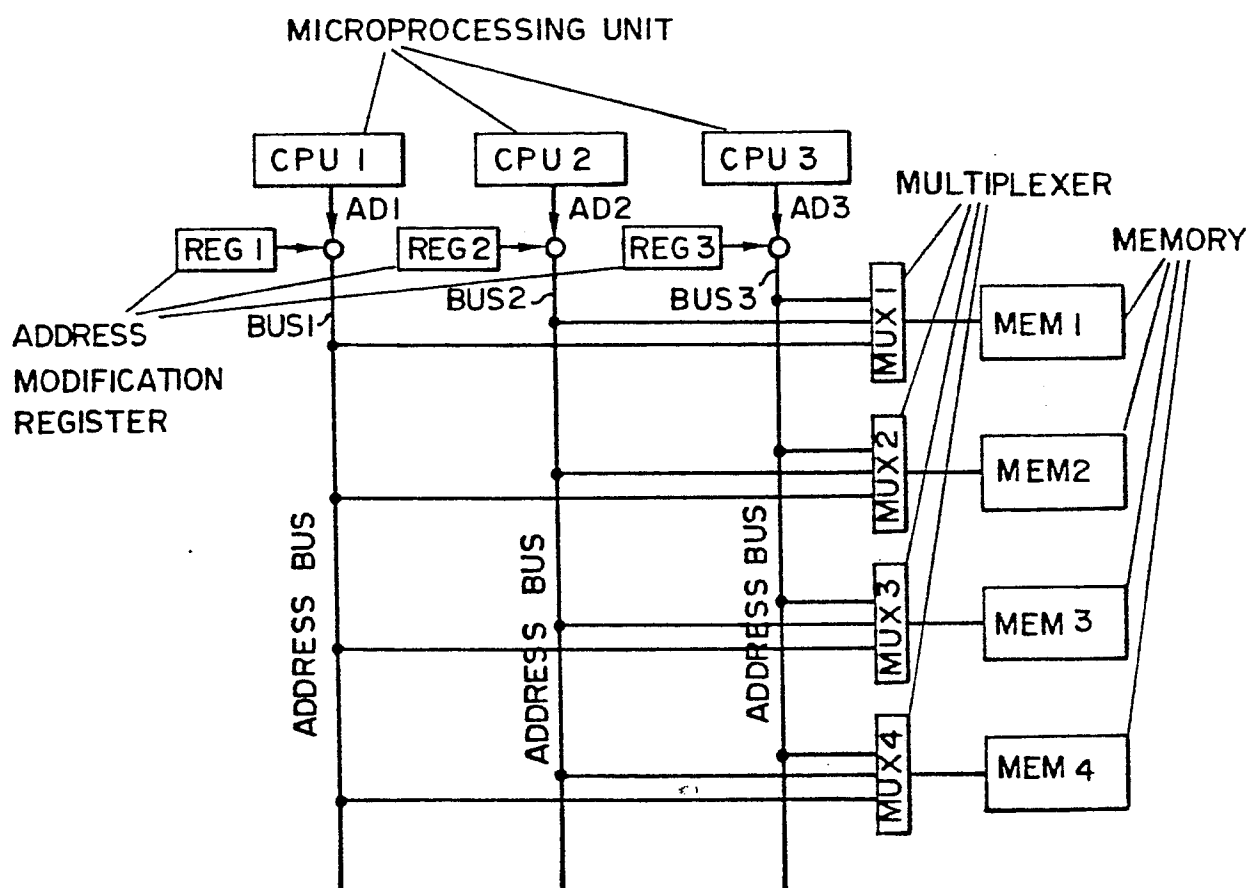 MICROPROCESSING UNIT
CPU 1
CPU 2
CPU 3
MULTIPLEXER
AD1
AD2
AD3
MEMORY
REG 1
REG 2
REG 3
BUS1
BUS2
BUS3
ADDRESS
MODIFICATION
REGISTER
MUX 1
MEM 1
MUX 2
MEM2
ADDRESS BUS
ADDRESS BUS
ADDRESS BUS
MUX 3
MEM 3
MUX 4
MEM 4